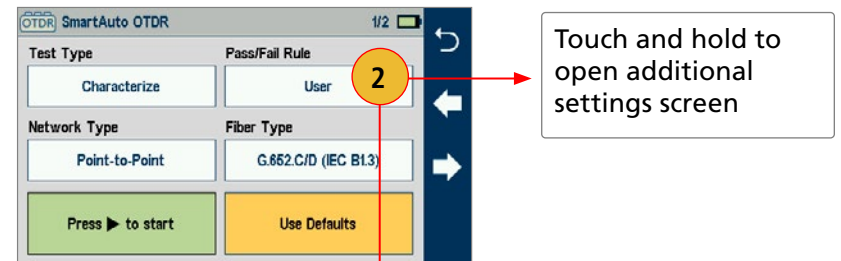 OTDR SmartAuto OTDR 1/2
Test Type Pass/Fail Rule
Characterize User
2
Network Type Fiber Type
Point-to-Point G.652.C/D (IEC B1.3)
Press ▶ to start Use Defaults
Touch and hold to
open additional
settings screen